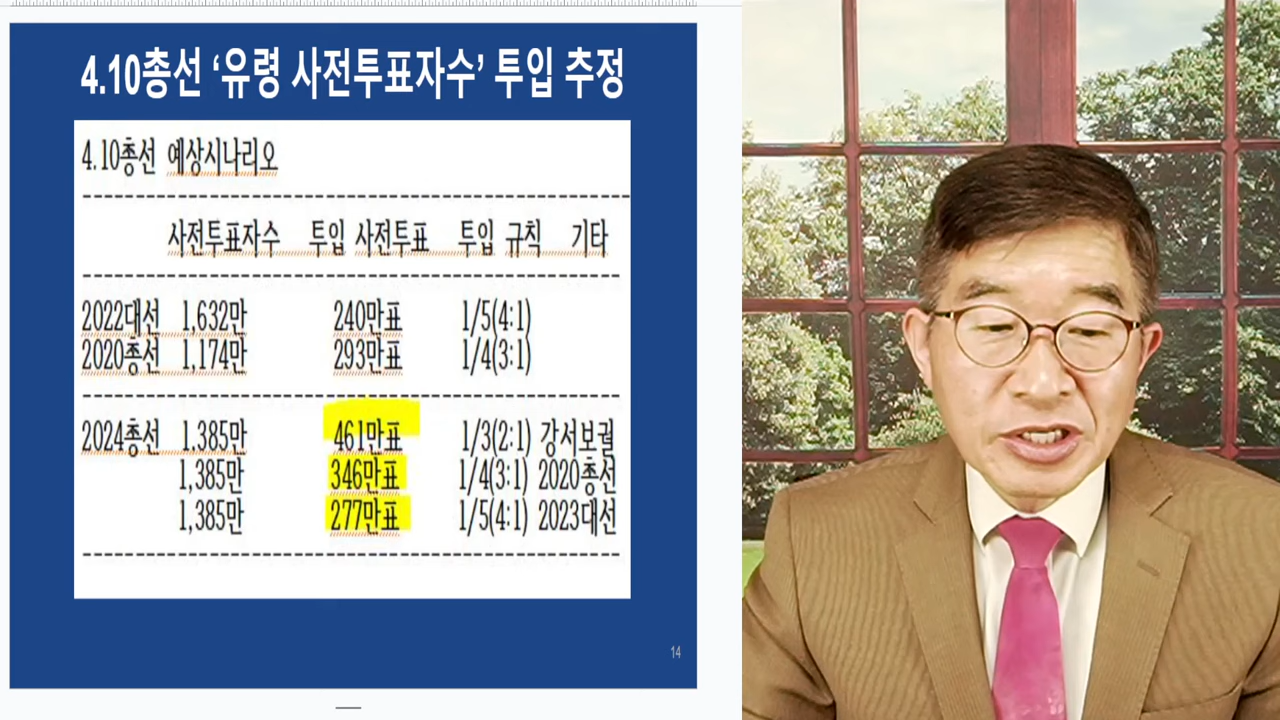 4.10총선 ‘유령 사전투표자수’ 투입 추정
4.10총선 예상시나리오
사전투표자수 투입 사전투표 투입 규칙 기타
2022대선 1,632만 240만표 1/5(4:1)
2020총선 1,174만 293만표 1/4(3:1)
2024총선 1,385만 461만표 1/3(2:1) 강서보궐
1,385만 346만표 1/4(3:1) 2020총선
1,385만 277만표 1/5(4:1) 2023대선
14